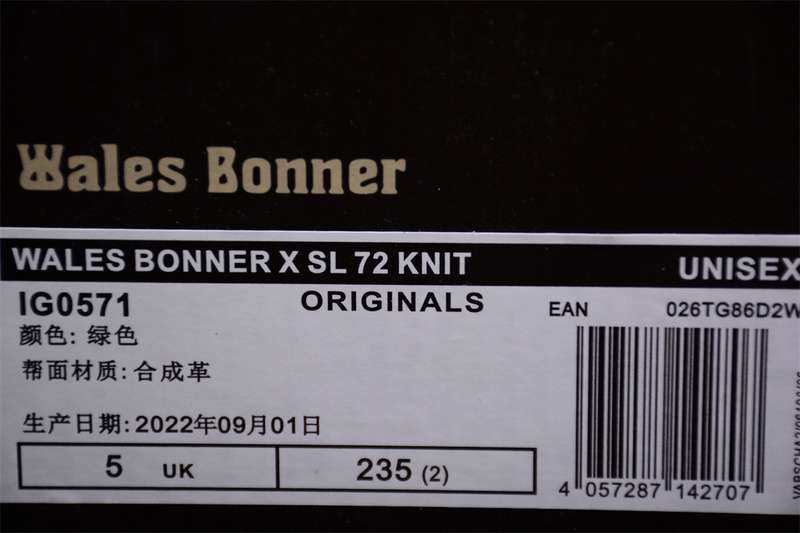 Wales Bonner
WALES BONNER X SL 72 KNIT UNISEX
IG0571 ORIGINALS EAN 026TG86D2W
颜色: 绿色
帮面材质: 合成革
生产日期: 2022年09月01日
5 UK 235 (2)
4 057287 142707